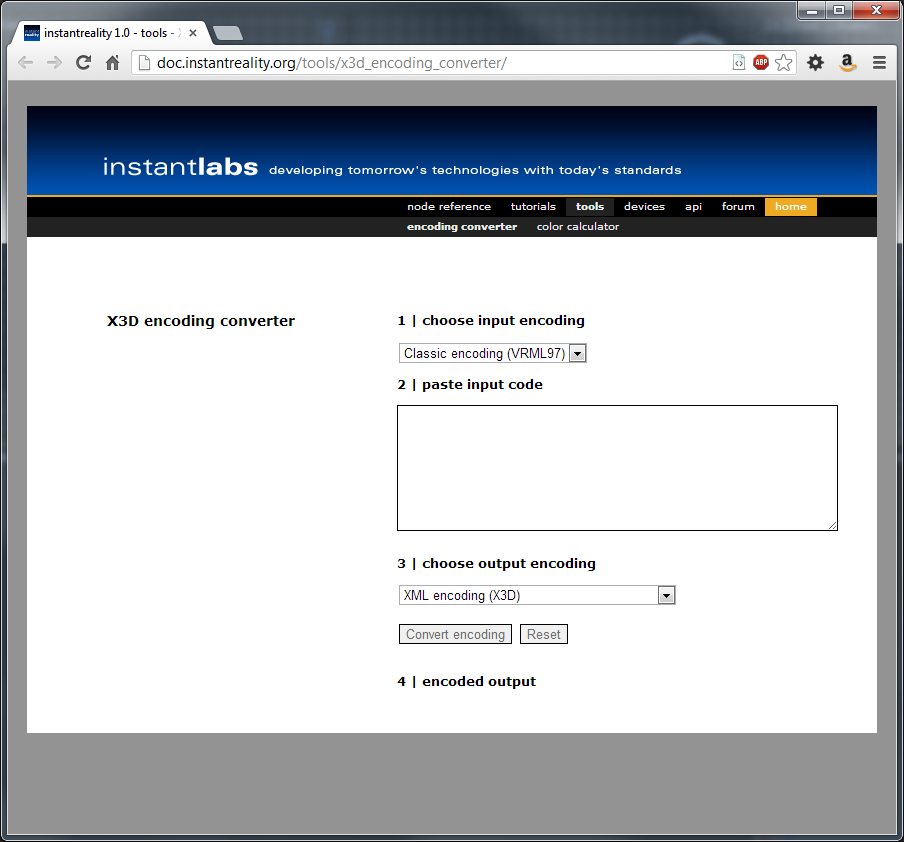 instantreality 1.0 - tools -
doc.instantreality.org/tools/x3d_encoding_converter/
ABP
a
instantlabs developing tomorrow's technologies with today's standards
node reference tutorials tools devices api forum home
encoding converter color calculator
X3D encoding converter
1 | choose input encoding
Classic encoding (VRML97)
2 | paste input code
3 | choose output encoding
XML encoding (X3D)
Convert encoding Reset
4 | encoded output